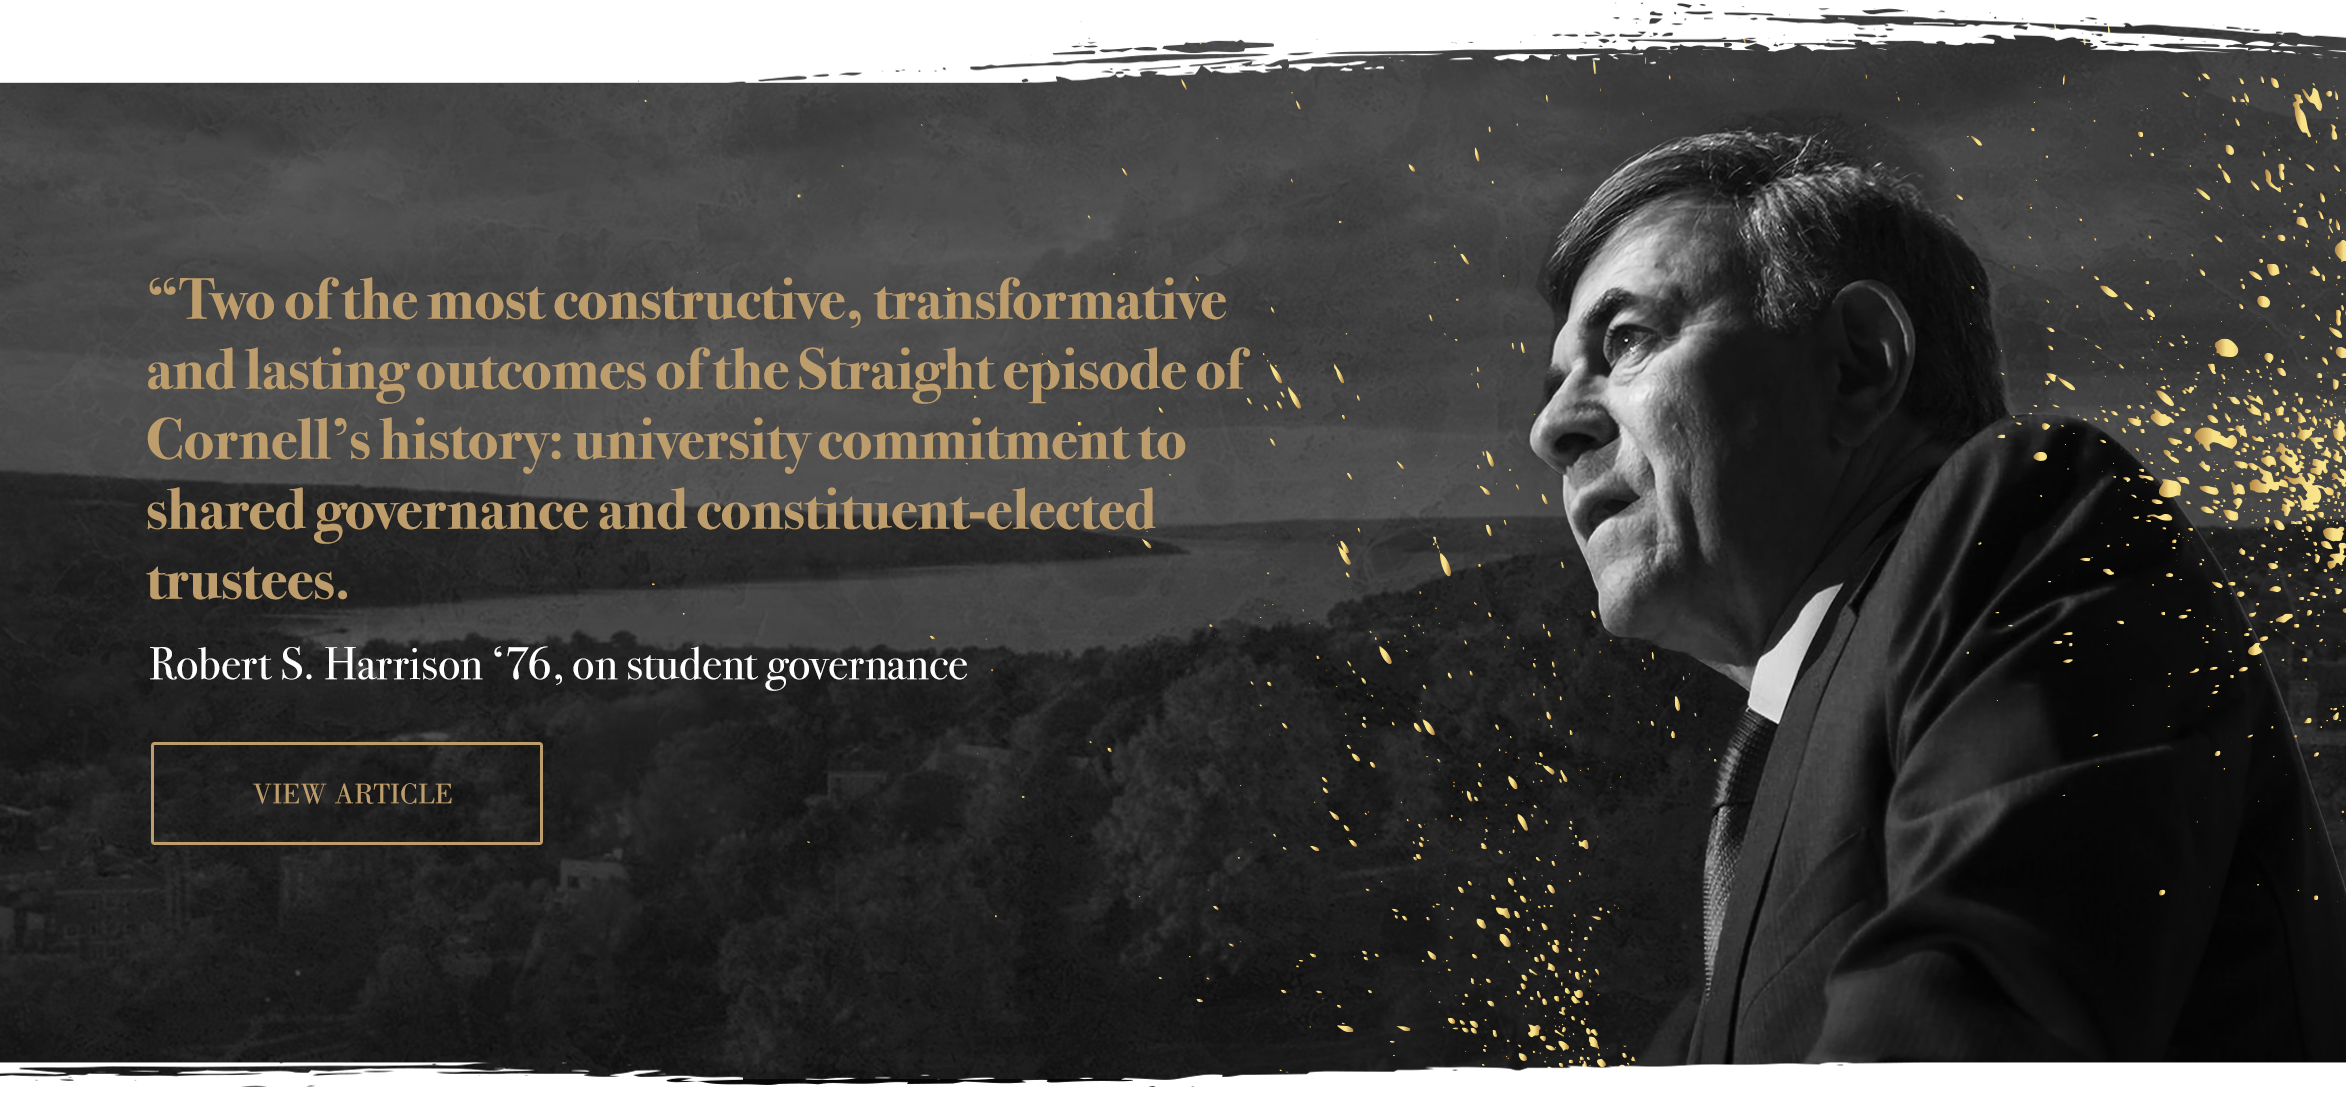 “Two of the most constructive, transformative
and lasting outcomes of the Straight episode of
Cornell’s history: university commitment to
shared governance and constituent-elected
trustees.
Robert S. Harrison ‘76, on student governance
VIEW ARTICLE